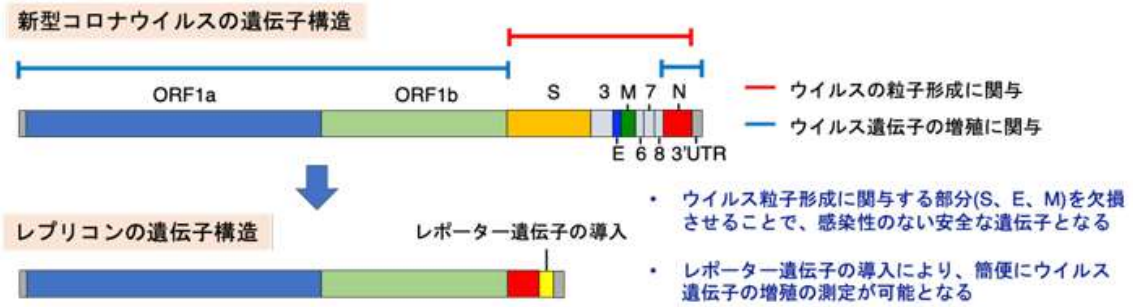 新型コロナウイルスの遺伝子構造
ORF1a
ORF1b
S
3 M 7 N
E 6 8 3'UTR
ウイルスの粒子形成に関与
ウイルス遺伝子の増殖に関与
レプリコンの遺伝子構造
レポーター遺伝子の導入
• ウイルス粒子形成に関与する部分(S、E、M)を欠損
させることで、感染性のない安全な遺伝子となる
• レポーター遺伝子の導入により、簡便にウイルス
遺伝子の増殖の測定が可能となる